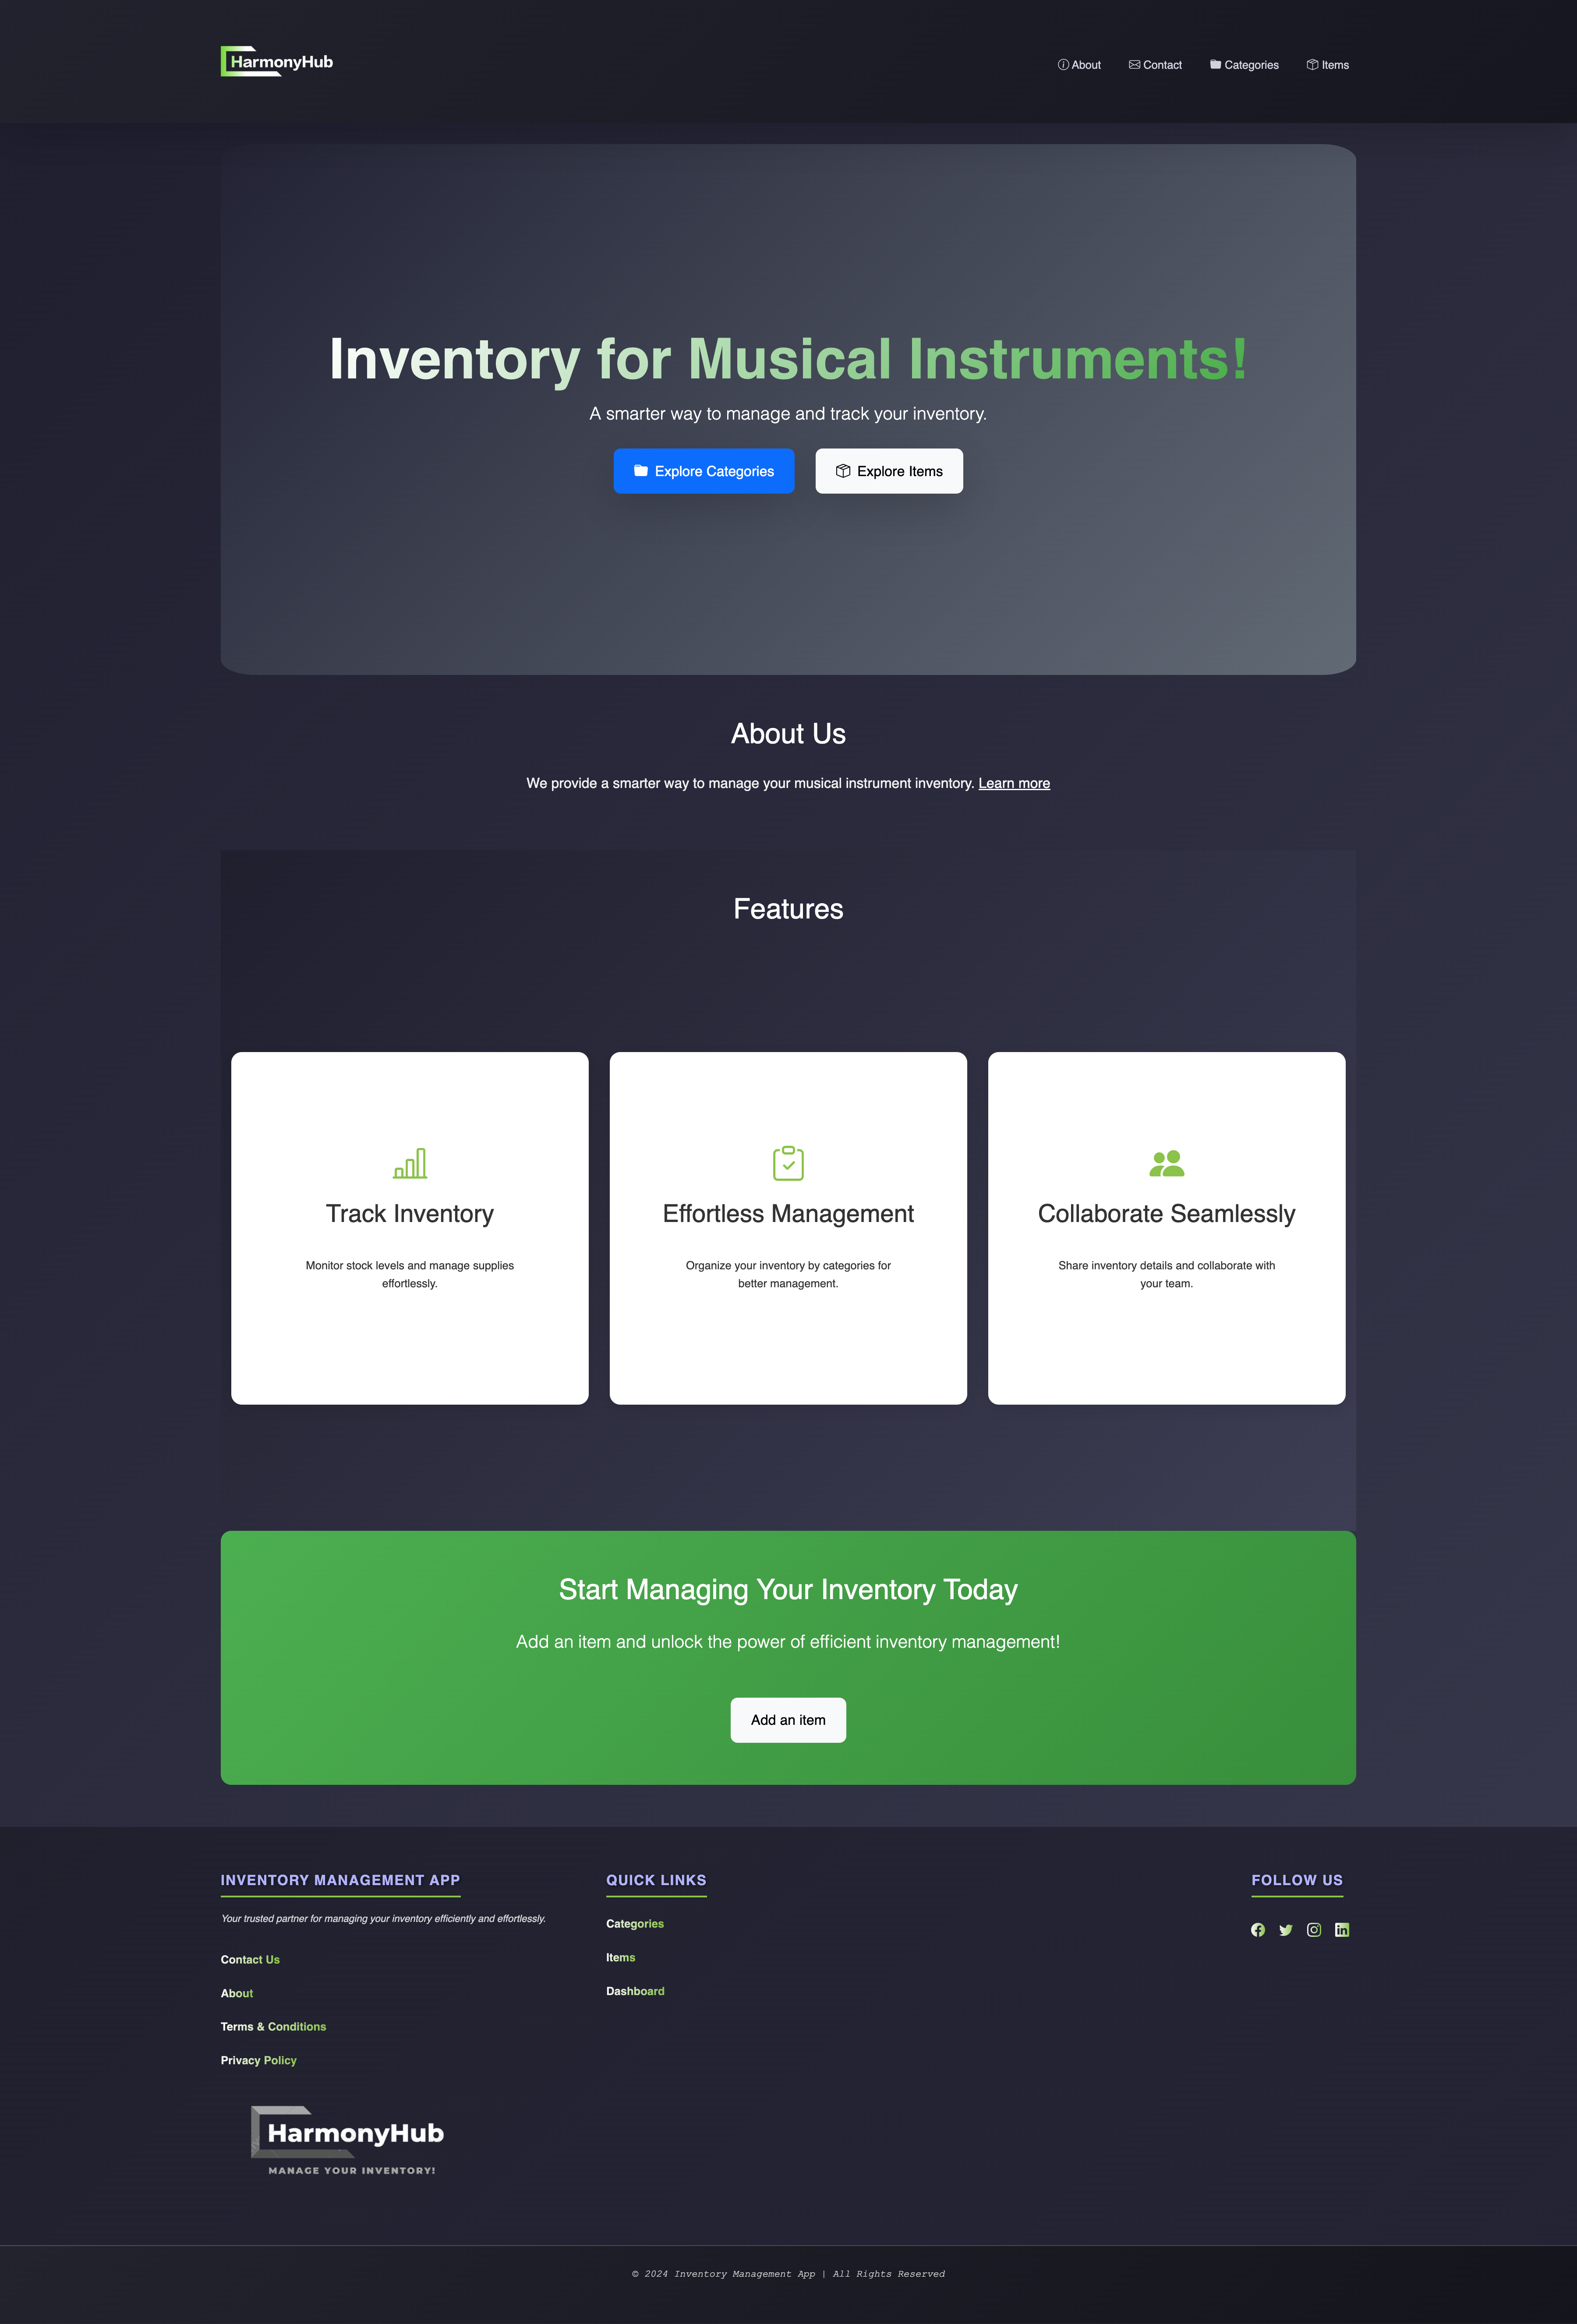 HarmonyHub
About
Contact
Categories
Items
Inventory for Musical Instruments!
A smarter way to manage and track your inventory.
Explore Categories
Explore Items
About Us
We provide a smarter way to manage your musical instrument inventory. Learn more
Features
Track Inventory
Monitor stock levels and manage supplies
effortlessly.
Effortless Management
Organize your inventory by categories for
better management.
Collaborate Seamlessly
Share inventory details and collaborate with
your team.
Start Managing Your Inventory Today
Add an item and unlock the power of efficient inventory management!
Add an item
INVENTORY MANAGEMENT APP
Your trusted partner for managing your inventory efficiently and effortlessly.
Contact Us
About
Terms & Conditions
Privacy Policy
HarmonyHub
MANAGE YOUR INVENTORY!
QUICK LINKS
Categories
Items
Dashboard
FOLLOW US
© 2024 Inventory Management App | All Rights Reserved